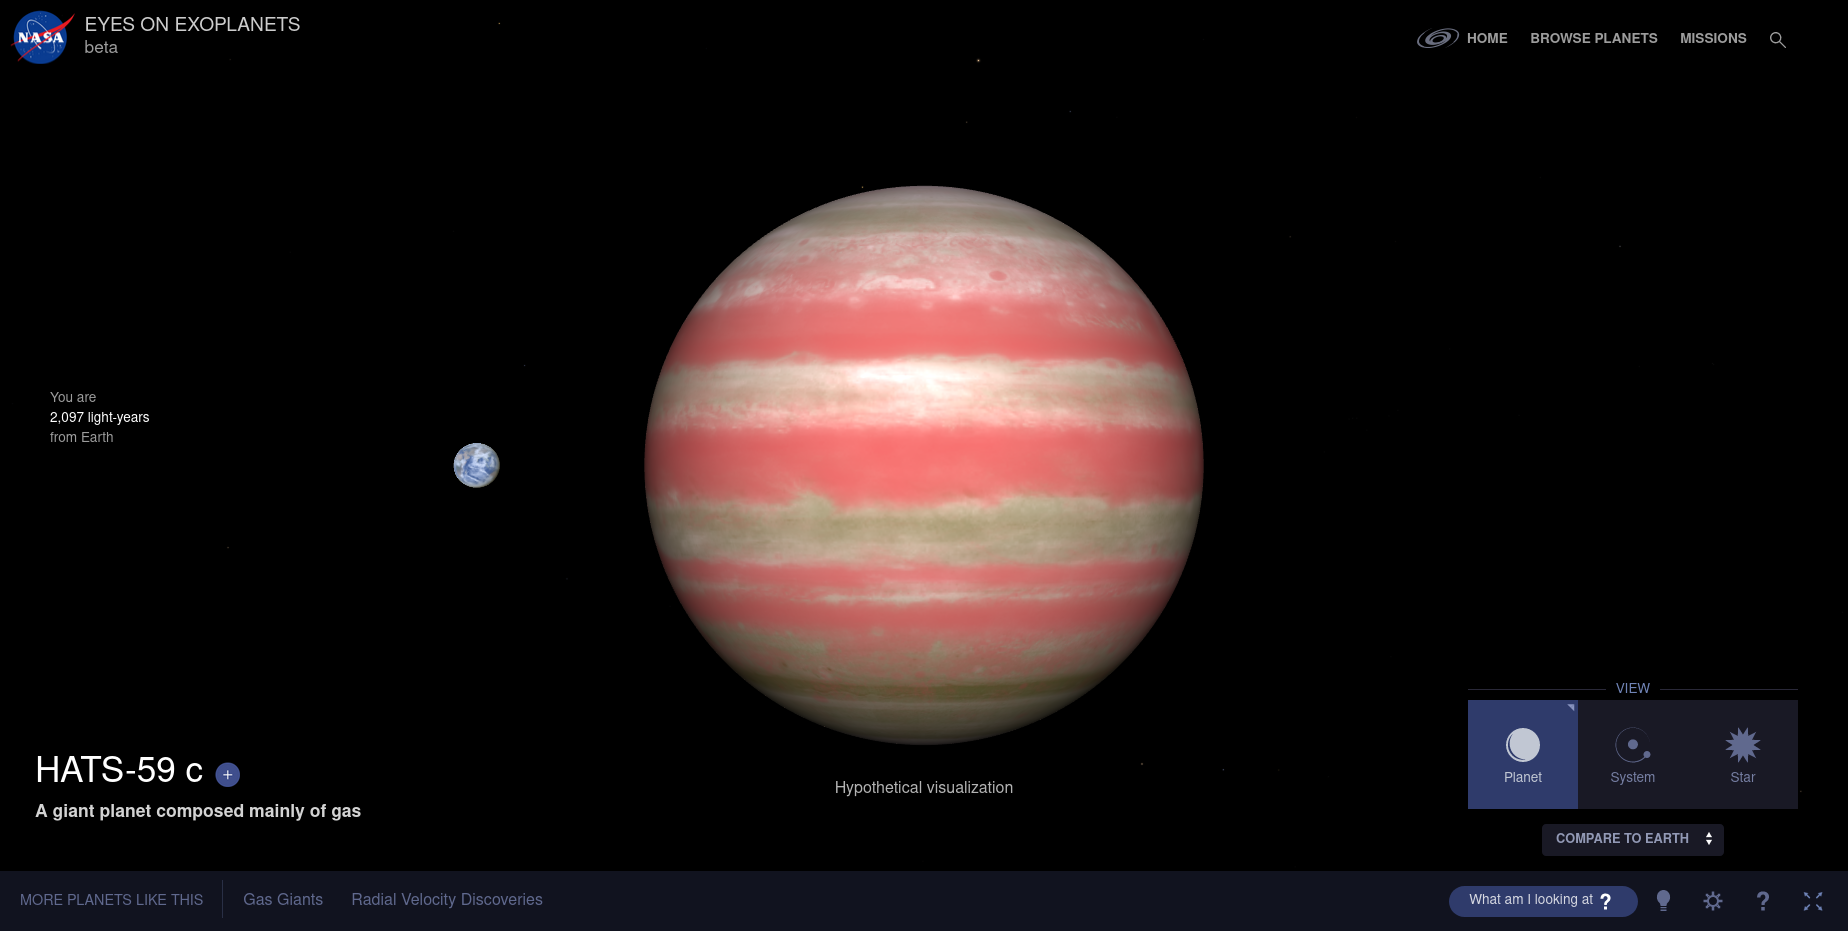 NASA
EYES ON EXOPLANETS
beta
HOME
BROWSE PLANETS
MISSIONS
You are
2,097 light-years
from Earth
VIEW
Planet
System
Star
HATS-59 c +
A giant planet composed mainly of gas
Hypothetical visualization
COMPARE TO EARTH
MORE PLANETS LIKE THIS
Gas Giants
Radial Velocity Discoveries
What am I looking at ?
?